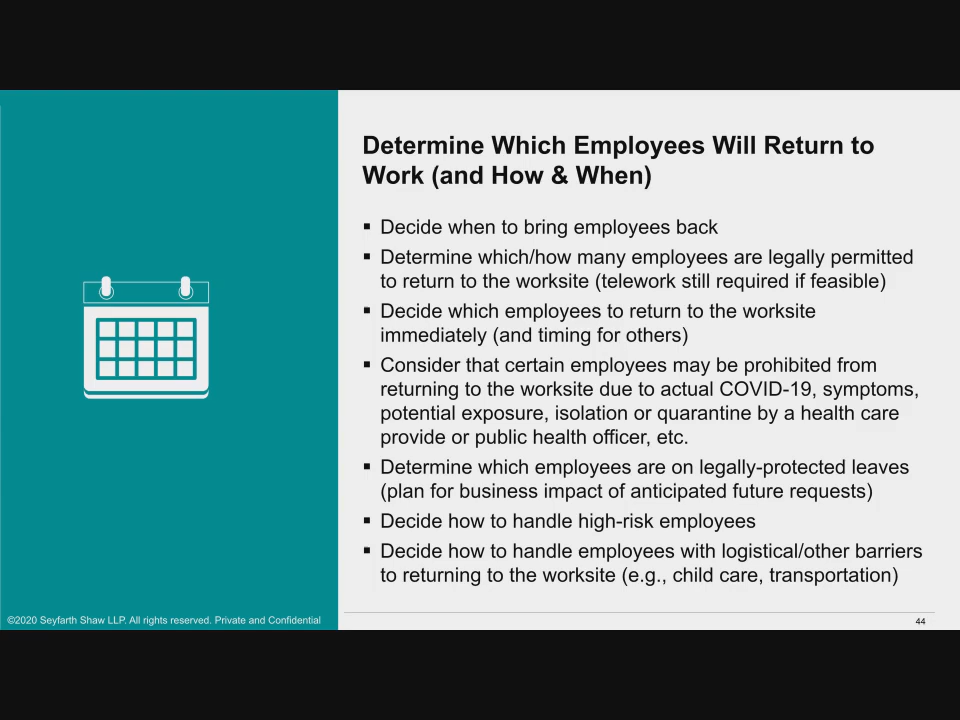 Determine Which Employees Will Return to
Work (and How & When)
▪ Decide when to bring employees back
▪ Determine which/how many employees are legally permitted
to return to the worksite (telework still required if feasible)
▪ Decide which employees to return to the worksite
immediately (and timing for others)
▪ Consider that certain employees may be prohibited from
returning to the worksite due to actual COVID-19, symptoms,
potential exposure, isolation or quarantine by a health care
provide or public health officer, etc.
▪ Determine which employees are on legally-protected leaves
(plan for business impact of anticipated future requests)
▪ Decide how to handle high-risk employees
▪ Decide how to handle employees with logistical/other barriers
to returning to the worksite (e.g., child care, transportation)
©2020 Seyfarth Shaw LLP. All rights reserved. Private and Confidential
44